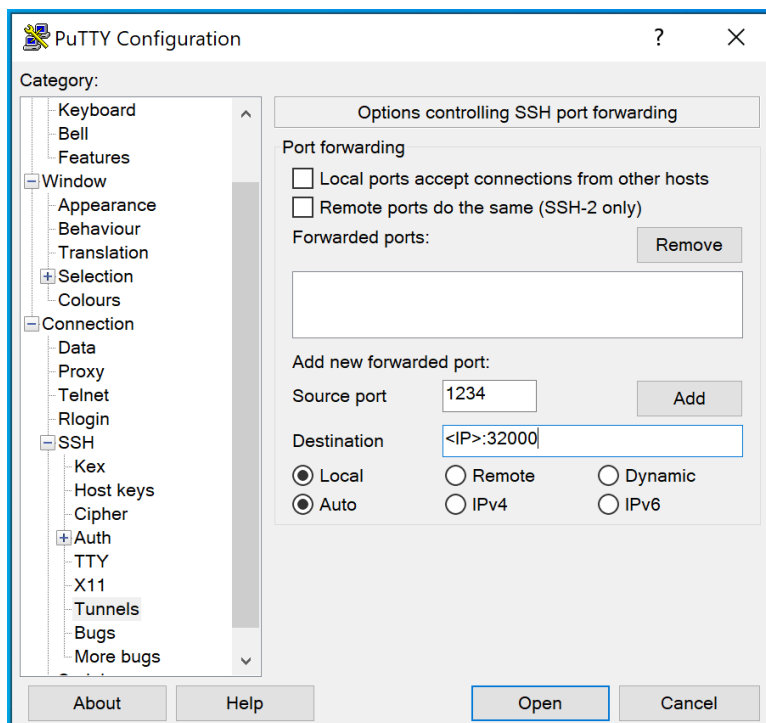 PuTTY Configuration
?
Category:
Keyboard
Bell
Features
Window
Appearance
Behaviour
Translation
Selection
Colours
Connection
Data
Proxy
Telnet
Rlogin
SSH
Kex
Host keys
Cipher
Auth
TTY
X11
Tunnels
Bugs
More bugs
Options controlling SSH port forwarding
Port forwarding
Local ports accept connections from other hosts
Remote ports do the same (SSH-2 only)
Forwarded ports:
Remove
Add new forwarded port:
Source port 1234 Add
Destination <IP>:32000
Local Remote Dynamic
Auto IPv4 IPv6
About Help Open Cancel